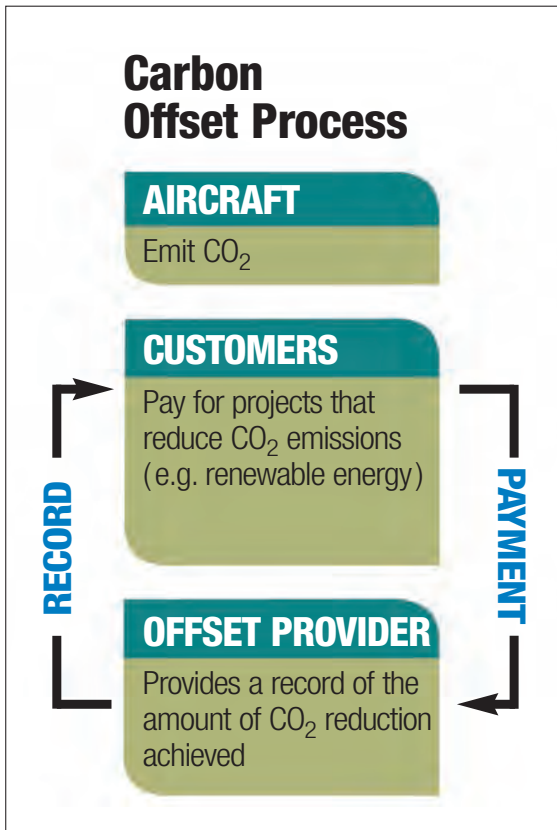 Carbon
Offset Process
AIRCRAFT
Emit CO₂
CUSTOMERS
Pay for projects that
reduce CO₂ emissions
(e.g. renewable energy)
RECORD
PAYMENT
OFFSET PROVIDER
Provides a record of the
amount of CO₂ reduction
achieved